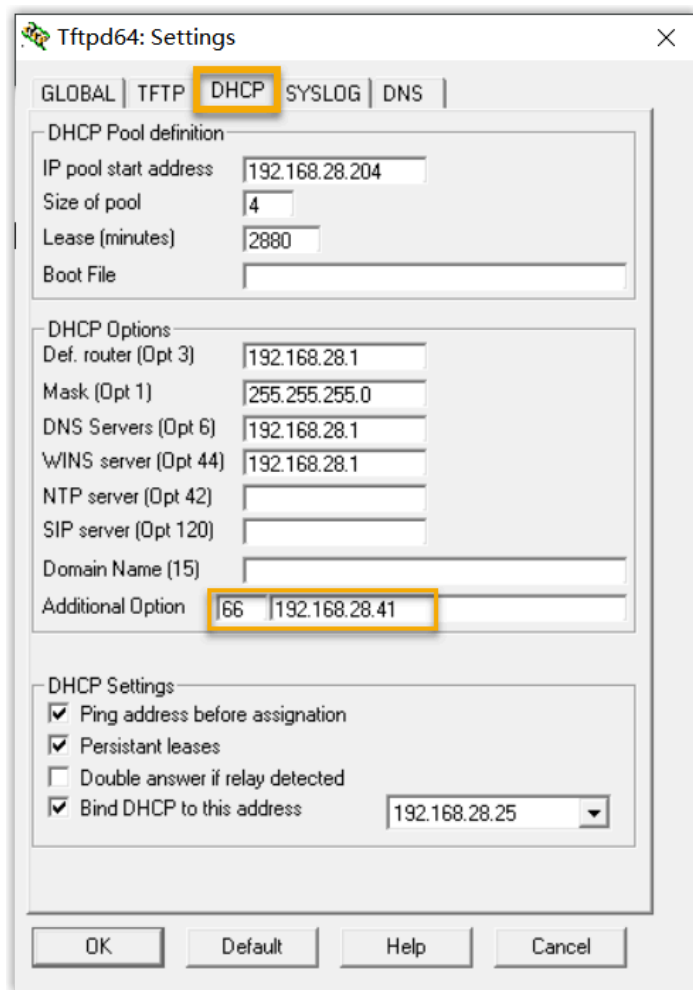 Tftpd64: Settings
GLOBAL TFTP DHCP SYSLOG DNS
DHCP Pool definition
IP pool start address 192.168.28.204
Size of pool 4
Lease (minutes) 2880
Boot File
DHCP Options
Def. router (Opt 3) 192.168.28.1
Mask (Opt 1) 255.255.255.0
DNS Servers (Opt 6) 192.168.28.1
WINS server (Opt 44) 192.168.28.1
NTP server (Opt 42)
SIP server (Opt 120)
Domain Name (15)
Additional Option 66 192.168.28.41
DHCP Settings
Ping address before assignation
Persistant leases
Double answer if relay detected
Bind DHCP to this address 192.168.28.25
OK Default Help Cancel